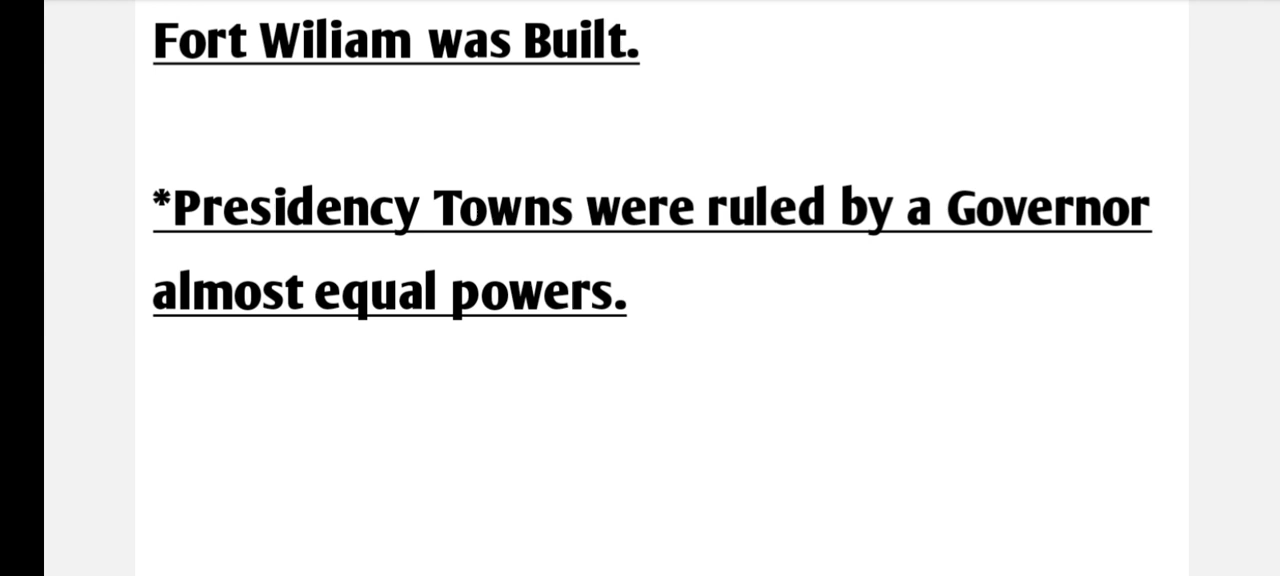 Fort Wiliam was Built.
*Presidency Towns were ruled by a Governor
almost equal powers.